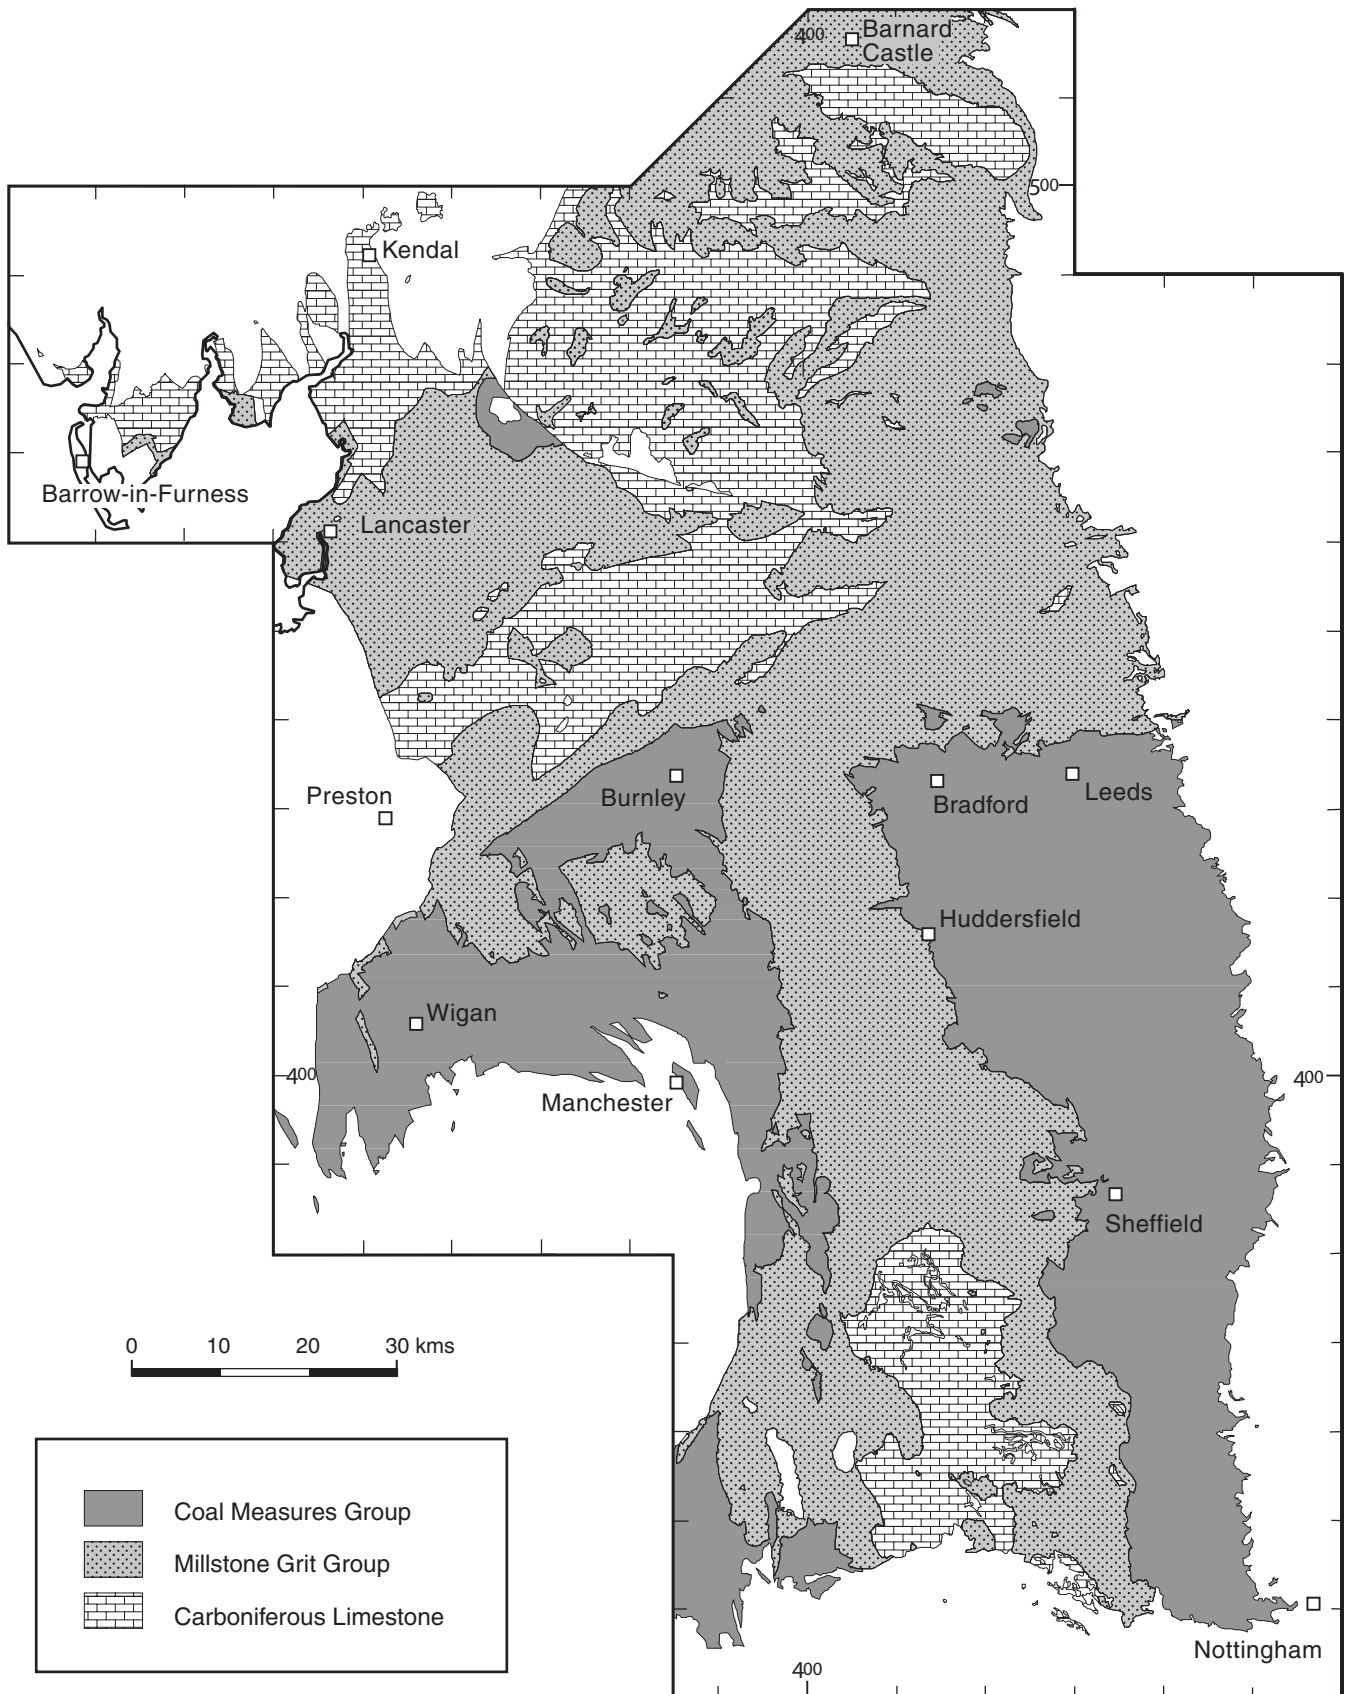 400
Barnard
Castle
500
Kendal
Barrow-in-Furness
Lancaster
Preston
Burnley
Bradford
Leeds
Huddersfield
Wigan
400
400
Manchester
Sheffield
0 10 20 30 kms
Coal Measures Group
Millstone Grit Group
Carboniferous Limestone
Nottingham
400